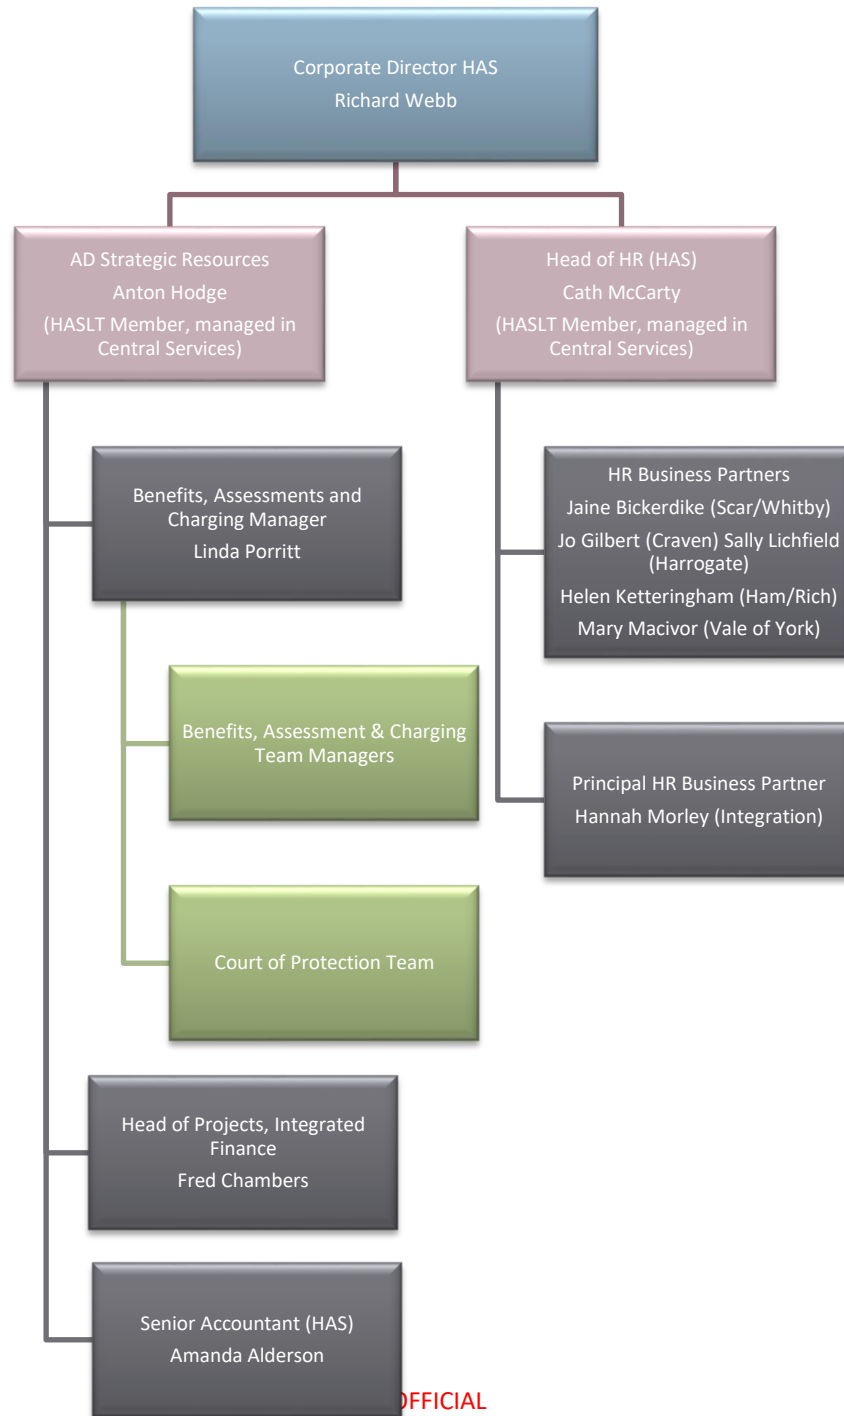 Corporate Director HAS
Richard Webb
AD Strategic Resources
Anton Hodge
(HASLT Member, managed in
Central Services)
Head of HR (HAS)
Cath McCarty
(HASLT Member, managed in
Central Services)
Benefits, Assessments and
Charging Manager
Linda Porritt
HR Business Partners
Jaine Bickerdike (Scar/Whitby)
Jo Gilbert (Craven) Sally Lichfield
(Harrogate)
Helen Ketteringham (Ham/Rich)
Mary Macivor (Vale of York)
Benefits, Assessment & Charging
Team Managers
Principal HR Business Partner
Hannah Morley (Integration)
Court of Protection Team
Head of Projects, Integrated
Finance
Fred Chambers
Senior Accountant (HAS)
Amanda Alderson
OFFICIAL